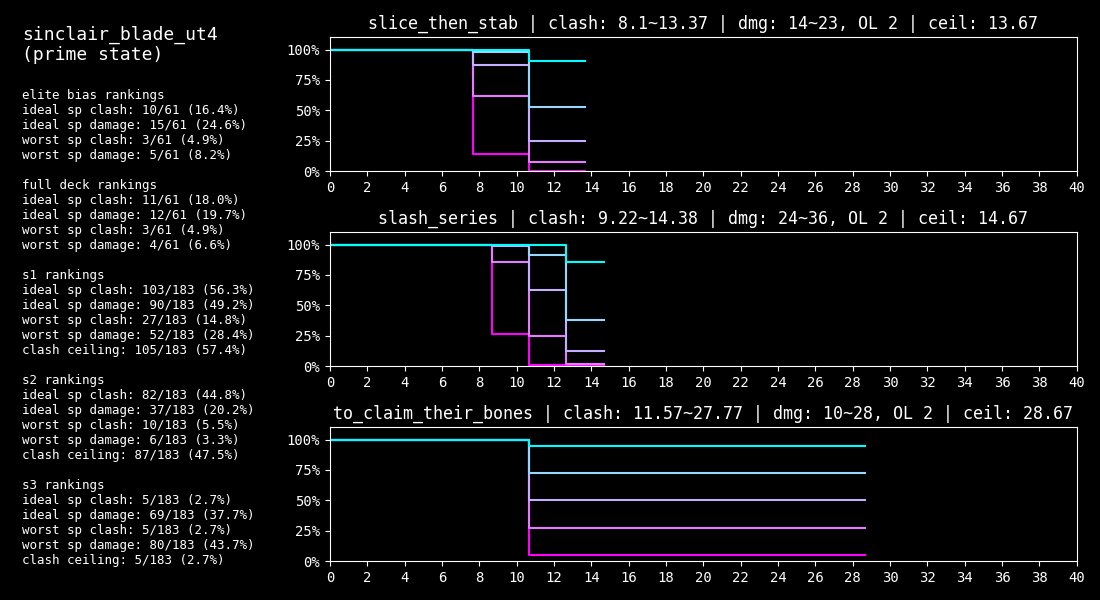 sinclair_blade_ut4
(prime state)
elite bias rankings
ideal sp clash: 10/61 (16.4%)
ideal sp damage: 15/61 (24.6%)
worst sp clash: 3/61 (4.9%)
worst sp damage: 5/61 (8.2%)
full deck rankings
ideal sp clash: 11/61 (18.0%)
ideal sp damage: 12/61 (19.7%)
worst sp clash: 3/61 (4.9%)
worst sp damage: 4/61 (6.6%)
s1 rankings
ideal sp clash: 103/183 (56.3%)
ideal sp damage: 90/183 (49.2%)
worst sp clash: 27/183 (14.8%)
worst sp damage: 52/183 (28.4%)
clash ceiling: 105/183 (57.4%)
s2 rankings
ideal sp clash: 82/183 (44.8%)
ideal sp damage: 37/183 (20.2%)
worst sp clash: 10/183 (5.5%)
worst sp damage: 6/183 (3.3%)
clash ceiling: 87/183 (47.5%)
s3 rankings
ideal sp clash: 5/183 (2.7%)
ideal sp damage: 69/183 (37.7%)
worst sp clash: 5/183 (2.7%)
worst sp damage: 80/183 (43.7%)
clash ceiling: 5/183 (2.7%)
slice_then_stab | clash: 8.1~13.37 | dmg: 14~23, OL 2 | ceil: 13.67
100%
75%
50%
25%
0%
0 2 4 6 8 10 12 14 16 18 20 22 24 26 28 30 32 34 36 38 40
slash_series | clash: 9.22~14.38 | dmg: 24~36, OL 2 | ceil: 14.67
100%
75%
50%
25%
0%
0 2 4 6 8 10 12 14 16 18 20 22 24 26 28 30 32 34 36 38 40
to_claim_their_bones | clash: 11.57~27.77 | dmg: 10~28, OL 2 | ceil: 28.67
100%
75%
50%
25%
0%
0 2 4 6 8 10 12 14 16 18 20 22 24 26 28 30 32 34 36 38 40